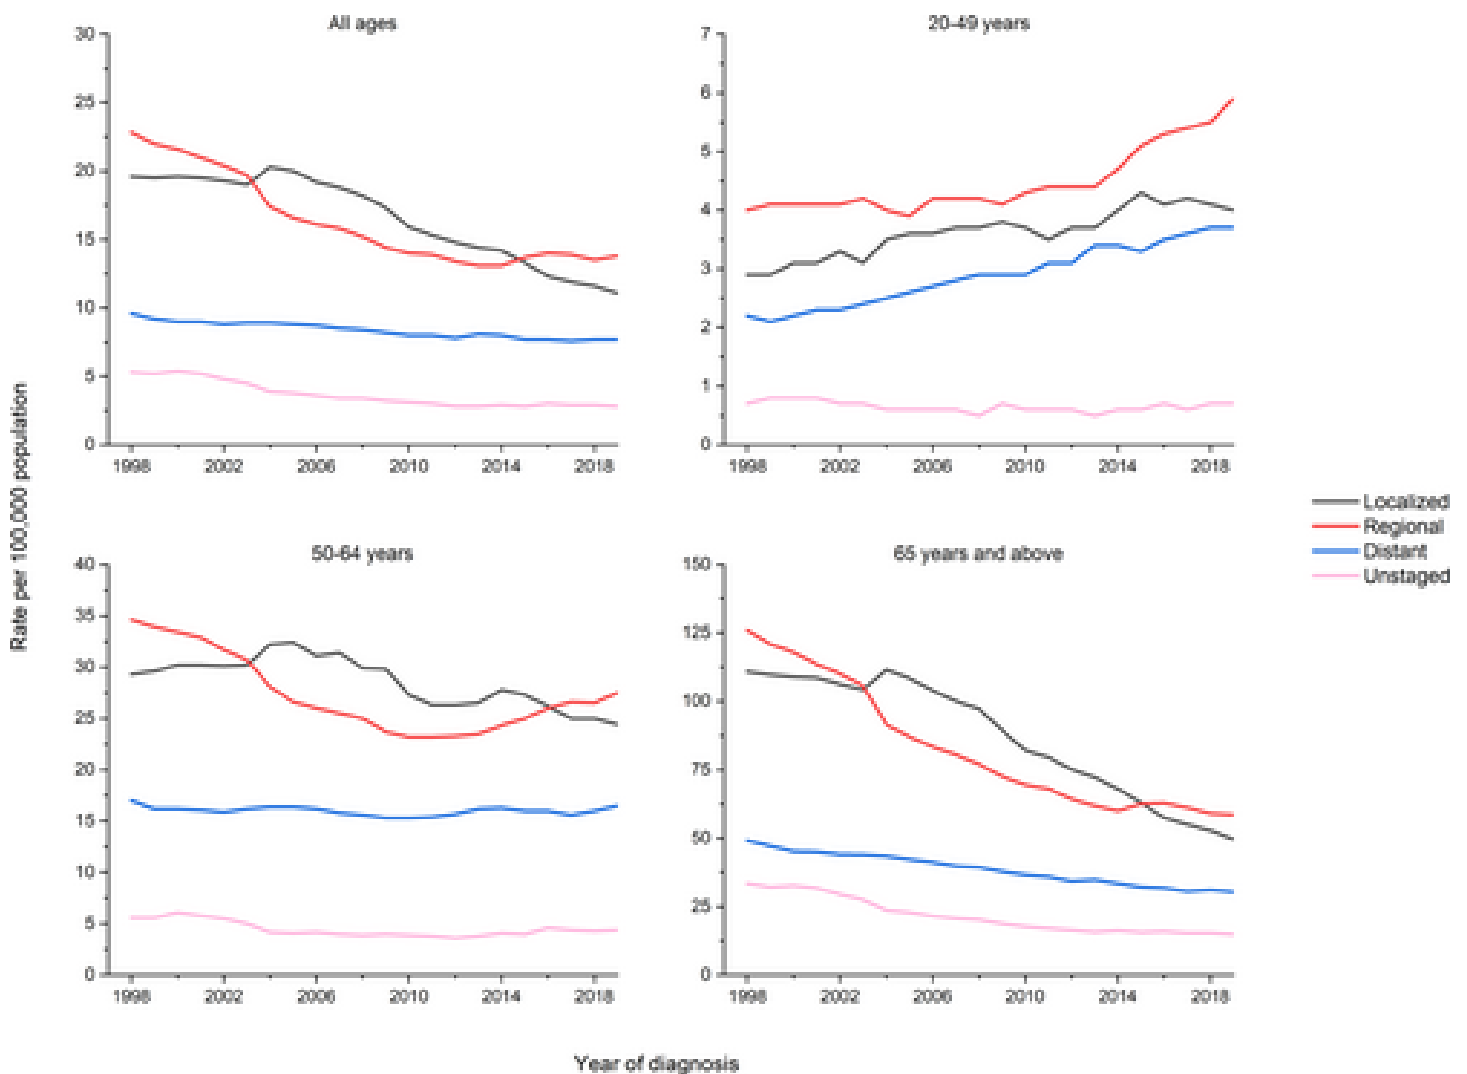 All ages
30
25
20
15
10
5
0
1998 2002 2006 2010 2014 2018
20-49 years
7
6
5
4
3
2
1
0
1998 2002 2006 2010 2014 2018
Rate per 100,000 population
50-64 years
40
35
30
25
20
15
10
5
0
1998 2002 2006 2010 2014 2018
65 years and above
150
125
100
75
50
25
0
1998 2002 2006 2010 2014 2018
Localized
Regional
Distant
Unstaged
Year of diagnosis